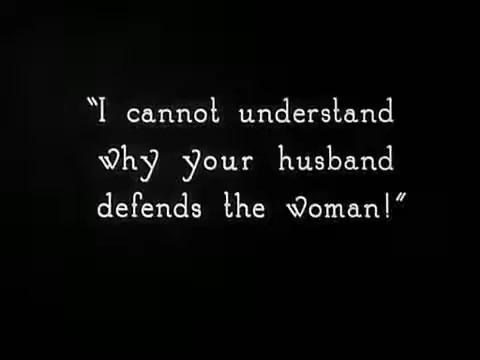 "I cannot understand
why your husband
defends the woman!"